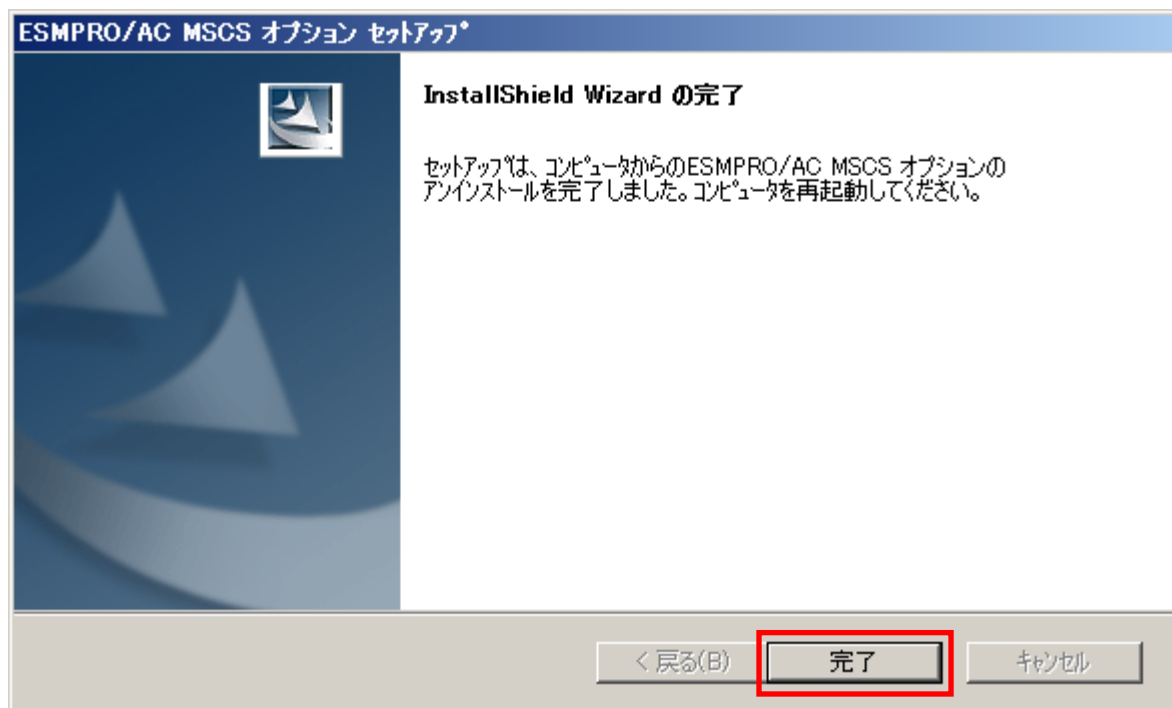 ESMPRO/AC MSCS オプション セットアップ
InstallShield Wizard の完了
セットアップは、コンピュータからのESMPRO/AC MSCS オプションの
アンインストールを完了しました。コンピュータを再起動してください。
< 戻る(B)
完了
キャンセル